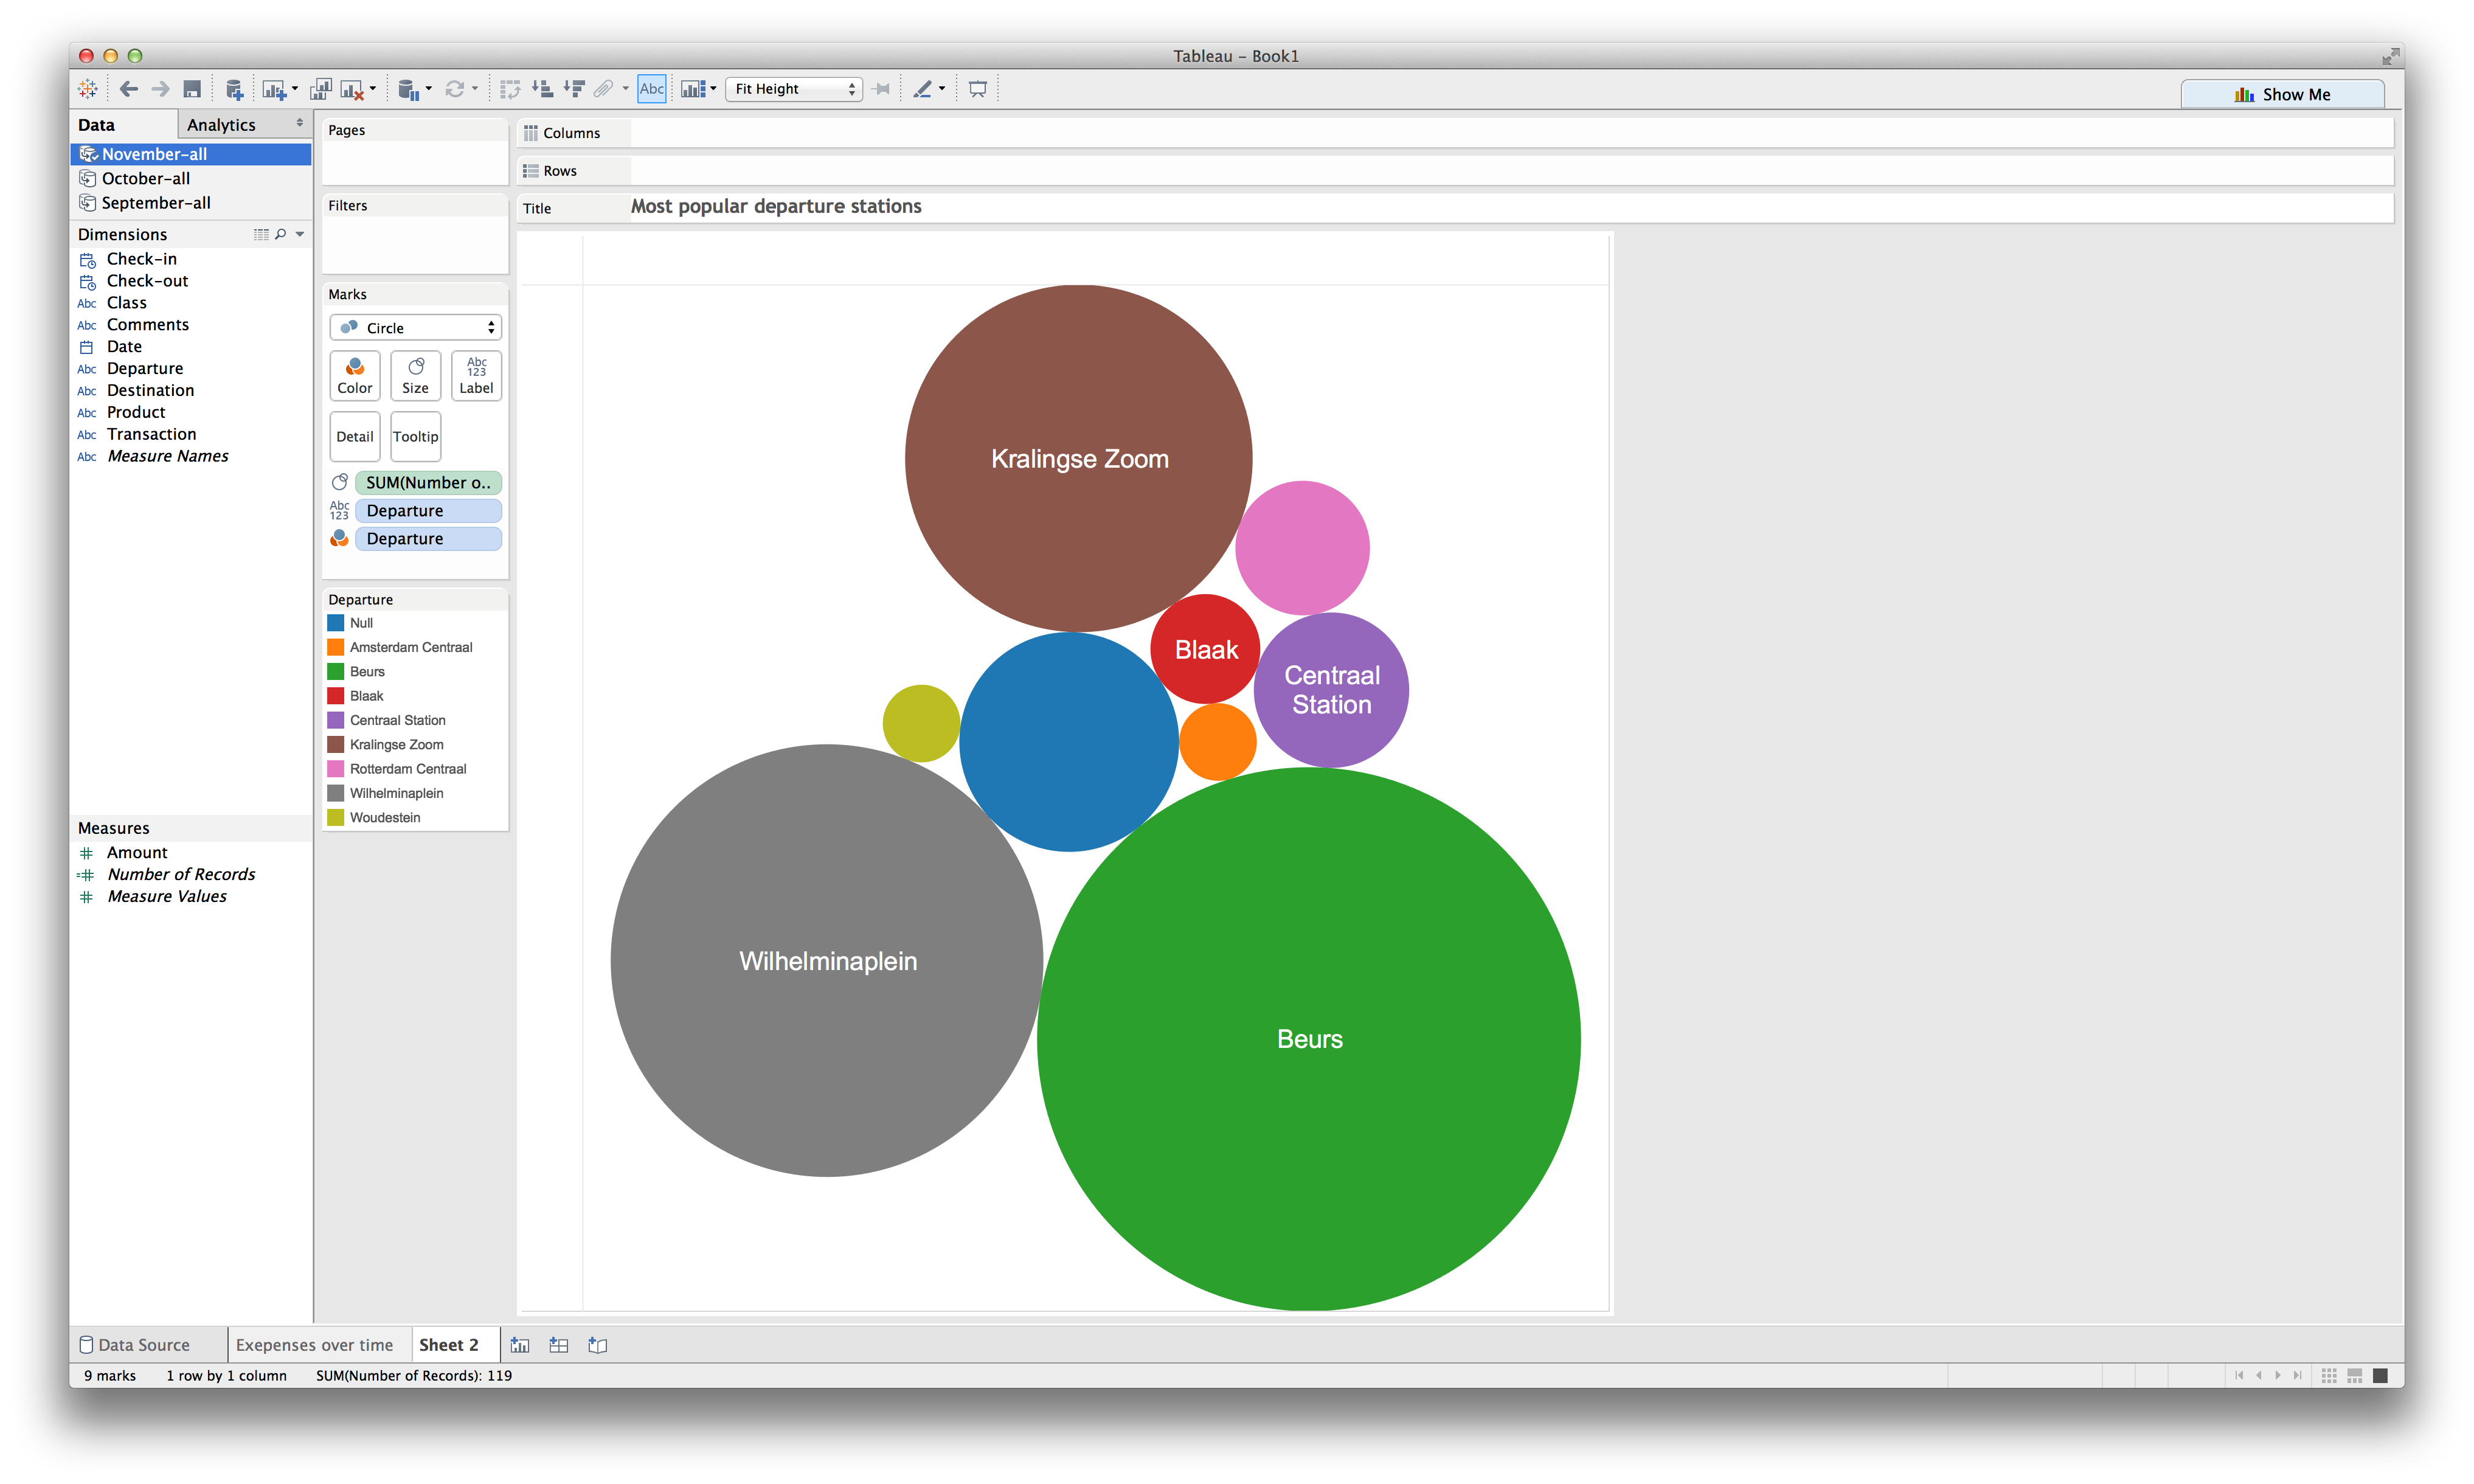 Tableau - Book1
Abc
Fit Height
Show Me
Data
Analytics
November-all
October-all
September-all
Dimensions
Check-in
Check-out
Abc Class
Abc Comments
Date
Abc Departure
Abc Destination
Abc Product
Abc Transaction
Abc Measure Names
Measures
Amount
Number of Records
Measure Values
Pages
Filters
Marks
Circle
Color
Size
Abc
123
Label
Detail
Tooltip
SUM(Number o..
Abc
123
Departure
Departure
Departure
Null
Amsterdam Centraal
Beurs
Blaak
Centraal Station
Kralingse Zoom
Rotterdam Centraal
Wilhelminaplein
Woudestein
Columns
Rows
Title
Most popular departure stations
Kralingse Zoom
Blaak
Centraal
Station
Wilhelminaplein
Beurs
Data Source
Exepenses over time
Sheet 2
9 marks
1 row by 1 column
SUM(Number of Records): 119